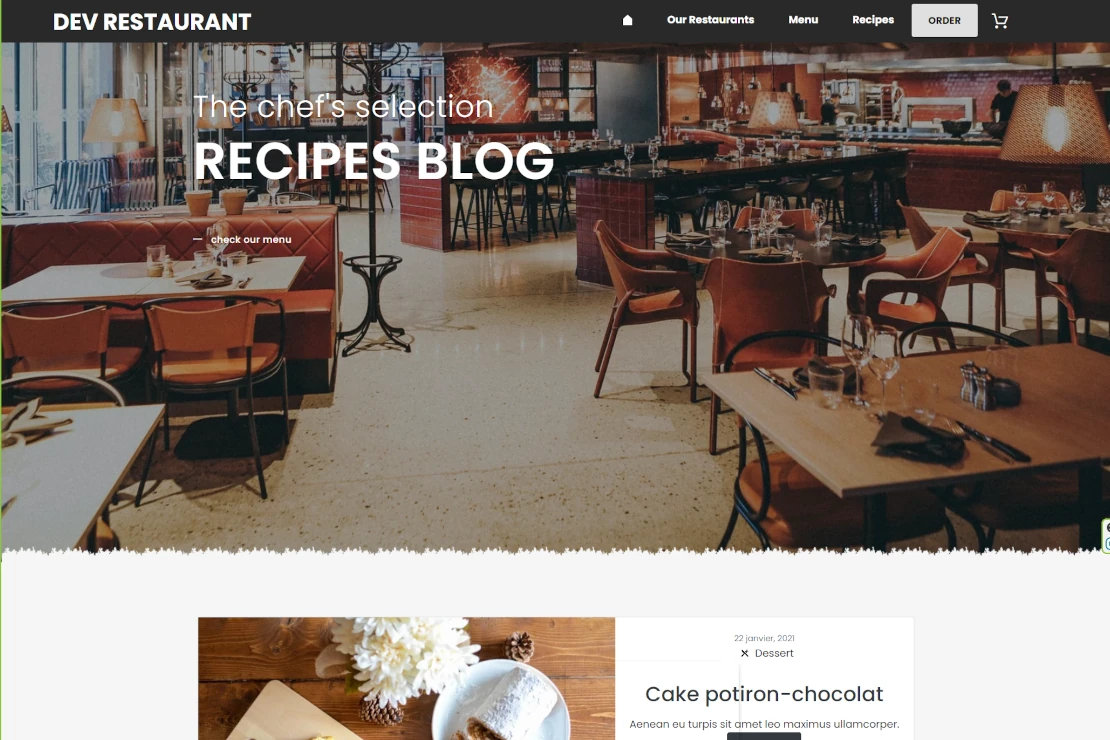 DEV RESTAURANT
Our Restaurants
Menu
Recipes
ORDER
The chef's selection
RECIPES BLOG
check our menu
22 janvier, 2021
Dessert
Cake potiron-chocolat
Aenean eu turpis sit amet leo maximus ullamcorper.